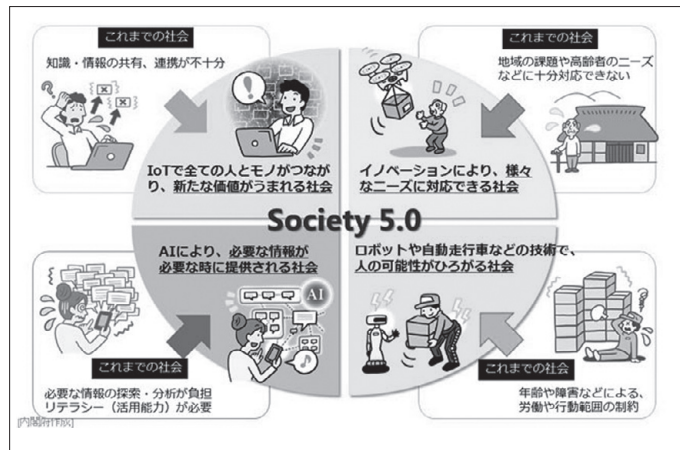 これまでの社会
知識・情報の共有、連携が不十分
IoTで全ての人とモノがつなが
り、新たな価値がうまれる社会
これまでの社会
地域の課題や高齢者のニーズ
などに十分対応できない
イノベーションにより、様々
なニーズに対応できる社会
Society 5.0
AIにより、必要な情報が
必要な時に提供される社会
AI
これまでの社会
必要な情報の探索・分析が負担
リテラシー（活用能力）が必要
ロボットや自動走行車などの技術で、
人の可能性がひろがる社会
これまでの社会
年齢や障害などによる、
労働や行動範囲の制約
[内閣府作成]